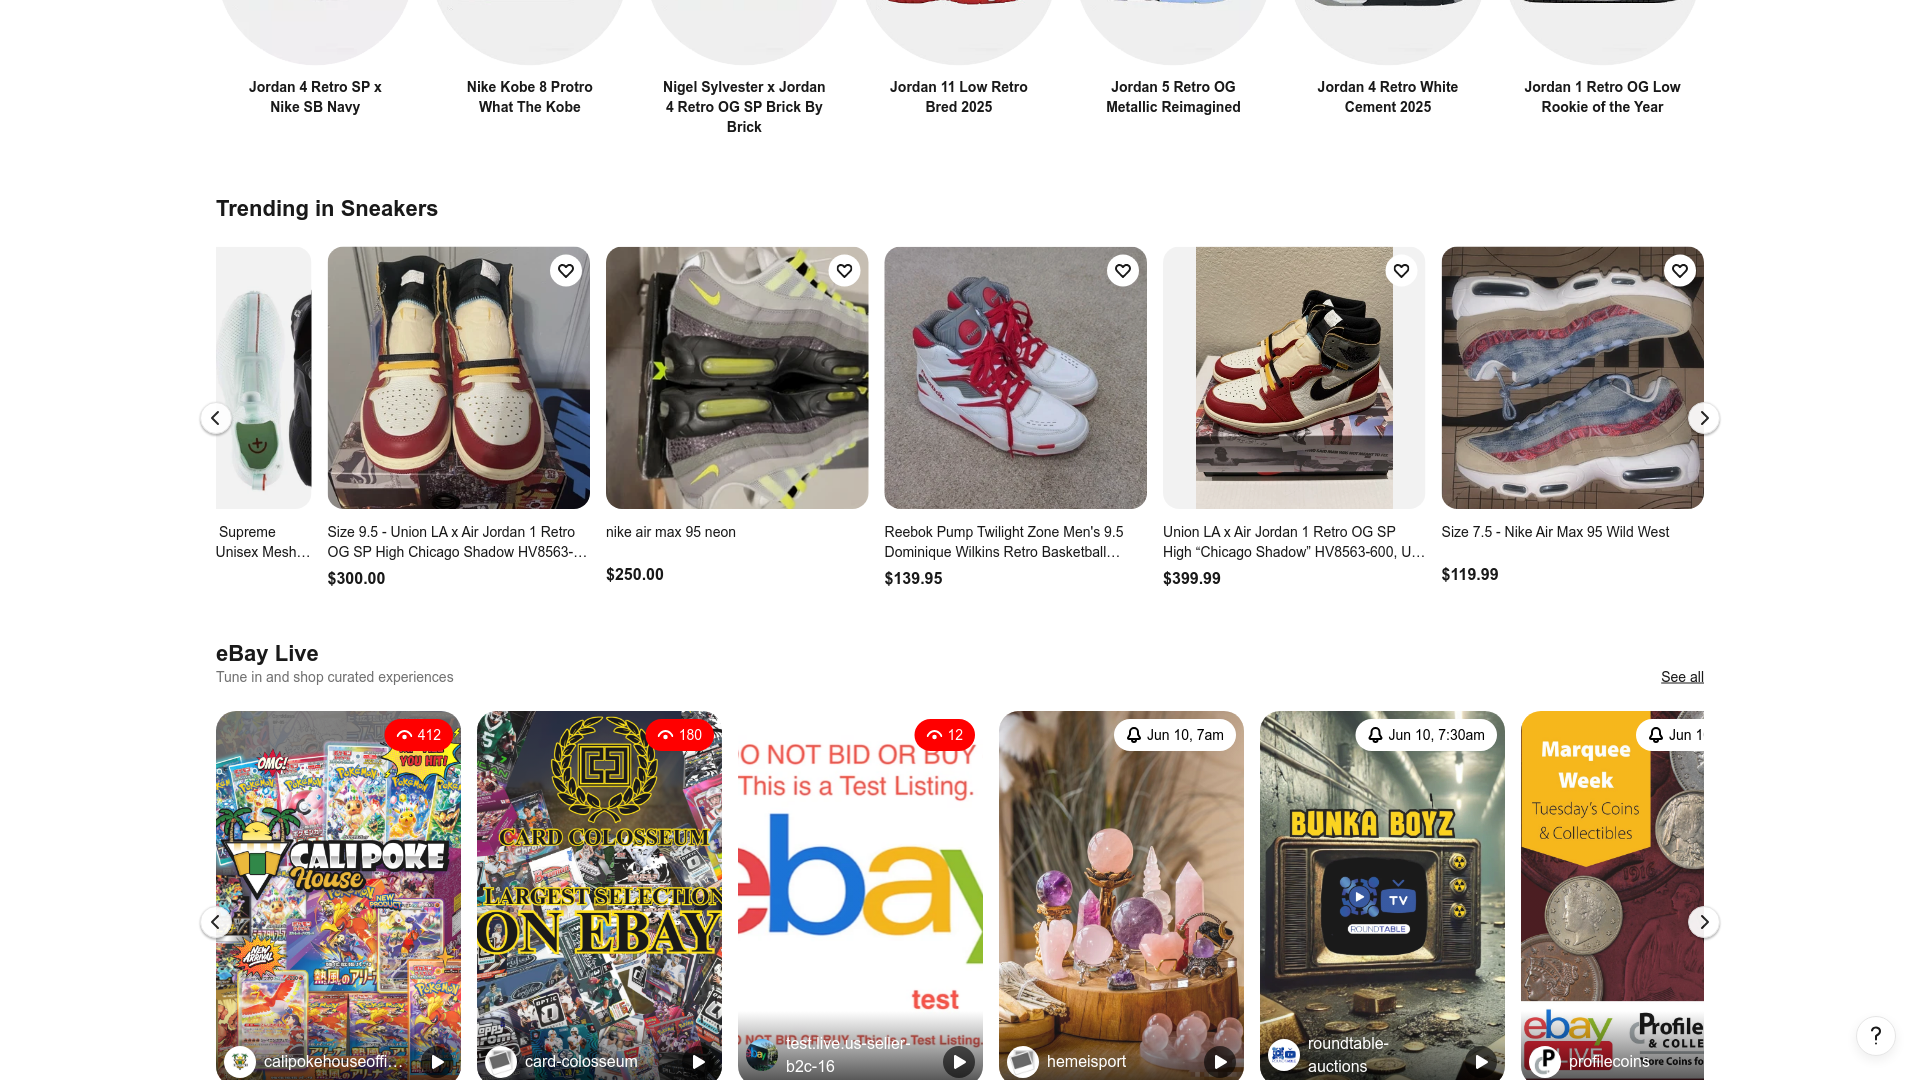 Jordan 4 Retro SP x
Nike SB Navy
Nike Kobe 8 Protro
What The Kobe
Nigel Sylvester x Jordan
4 Retro OG SP Brick By
Brick
Jordan 11 Low Retro
Bred 2025
Jordan 5 Retro OG
Metallic Reimagined
Jordan 4 Retro White
Cement 2025
Jordan 1 Retro OG Low
Rookie of the Year
Trending in Sneakers
Supreme
Unisex Mesh…
Size 9.5 - Union LA x Air Jordan 1 Retro
OG SP High Chicago Shadow HV8563-…
$300.00
nike air max 95 neon
$250.00
Reebok Pump Twilight Zone Men's 9.5
Dominique Wilkins Retro Basketball…
$139.95
Union LA x Air Jordan 1 Retro OG SP
High “Chicago Shadow” HV8563-600, U…
$399.99
Size 7.5 - Nike Air Max 95 Wild West
$119.99
eBay Live
Tune in and shop curated experiences
See all
412
OMG!
YOU HIT!
CALIPOKE
House
NEW
PRODUCT
NEW
ARRIVAL
calipokehouseoffi…
180
CARD COLOSSEUM
LARGEST SELECTION
ON EBAY
card-colosseum
12
DO NOT BID OR BUY
This is a Test Listing.
ebay
test
test.live.us-seller-
b2c-16
Jun 10, 7am
hemeisport
Jun 10, 7:30am
BUNKA BOYZ
TV
ROUNDTABLE
roundtable-
auctions
Jun 1
Marquee
Week
Tuesday's Coins
& Collectibles
ebay
LIVE
Profile
& COLLE
ore Coins fo
profilecoins
?